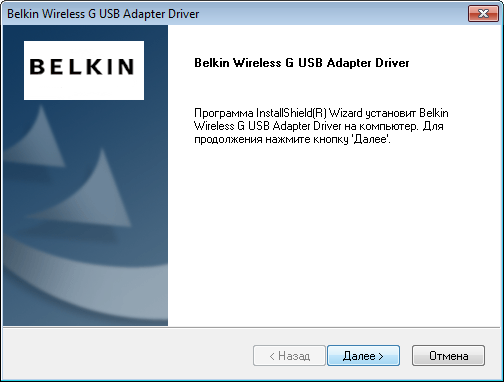 Belkin Wireless G USB Adapter Driver
BELKIN
Belkin Wireless G USB Adapter Driver
Программа InstallShield(R) Wizard установит Belkin
Wireless G USB Adapter Driver на компьютер. Для
продолжения нажмите кнопку 'Далее'.
< Назад
Далее >
Отмена